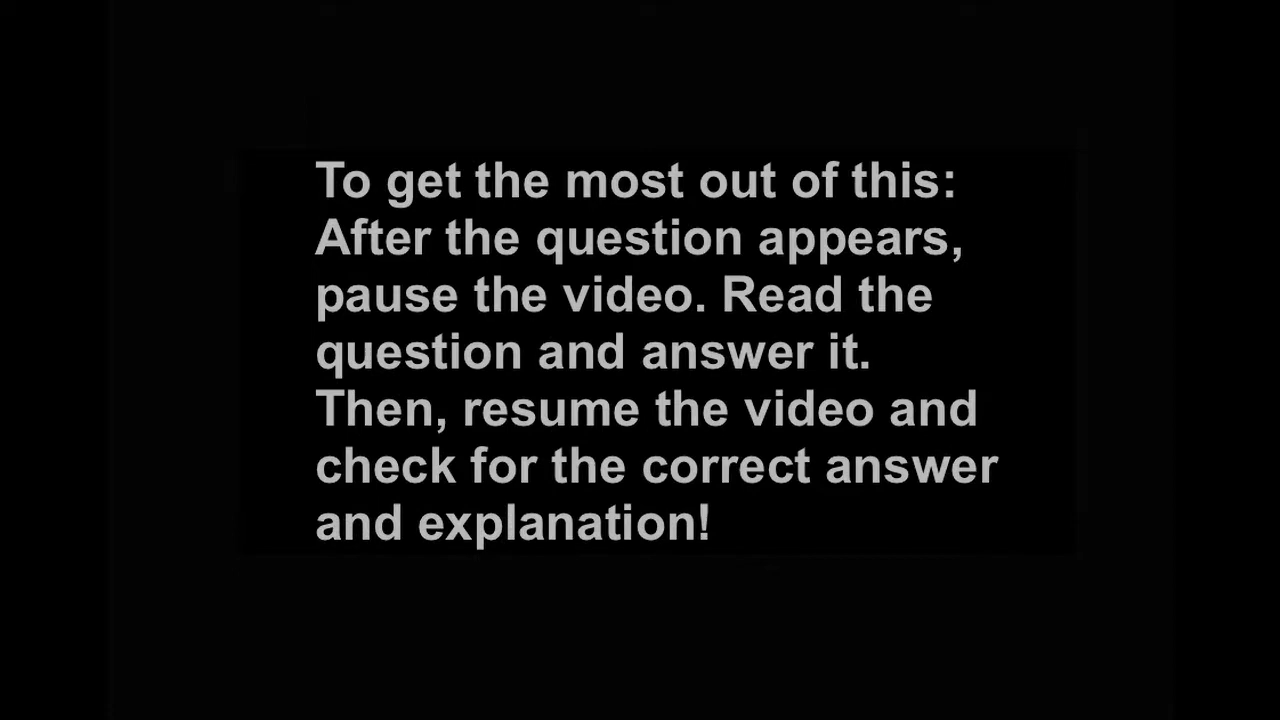 To get the most out of this:
After the question appears,
pause the video. Read the
question and answer it.
Then, resume the video and
check for the correct answer
and explanation!